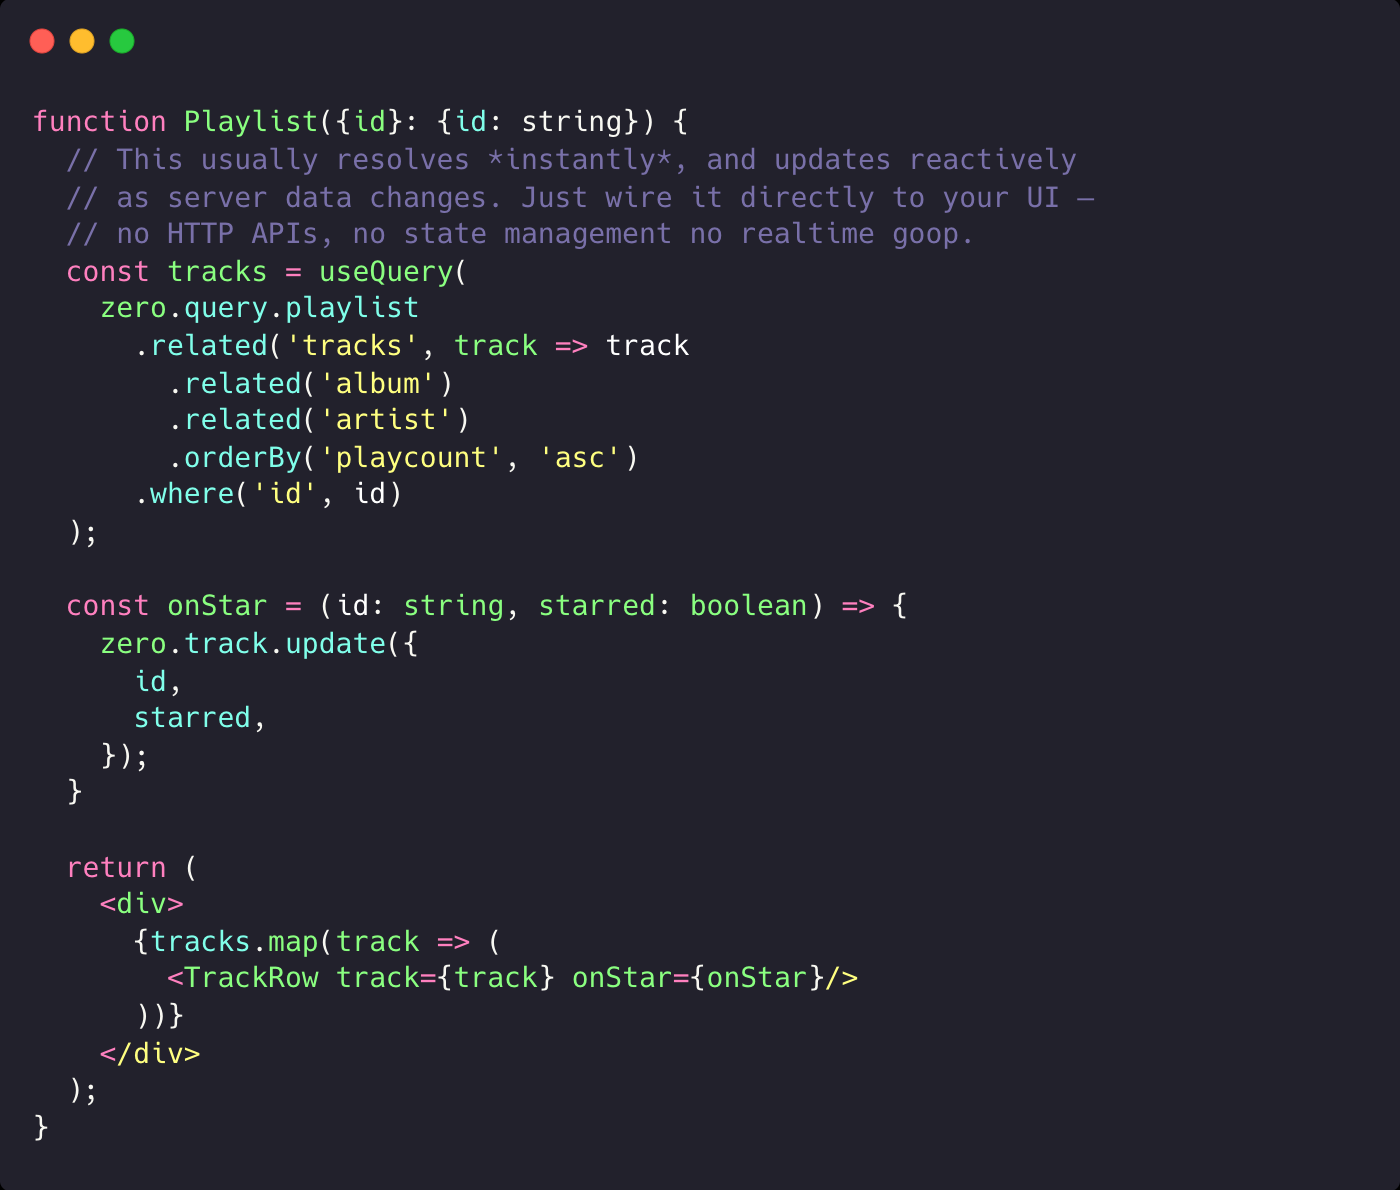 function Playlist({id}: {id: string}) {
  // This usually resolves *instantly*, and updates reactively
  // as server data changes. Just wire it directly to your UI –
  // no HTTP APIs, no state management no realtime goop.
  const tracks = useQuery(
    zero.query.playlist
      .related('tracks', track => track
        .related('album')
        .related('artist')
        .orderBy('playcount', 'asc')
      .where('id', id)
  );

  const onStar = (id: string, starred: boolean) => {
    zero.track.update({
      id,
      starred,
    });
  }

  return (
    <div>
      {tracks.map(track => (
        <TrackRow track={track} onStar={onStar}/>
      ))}
    </div>
  );
}